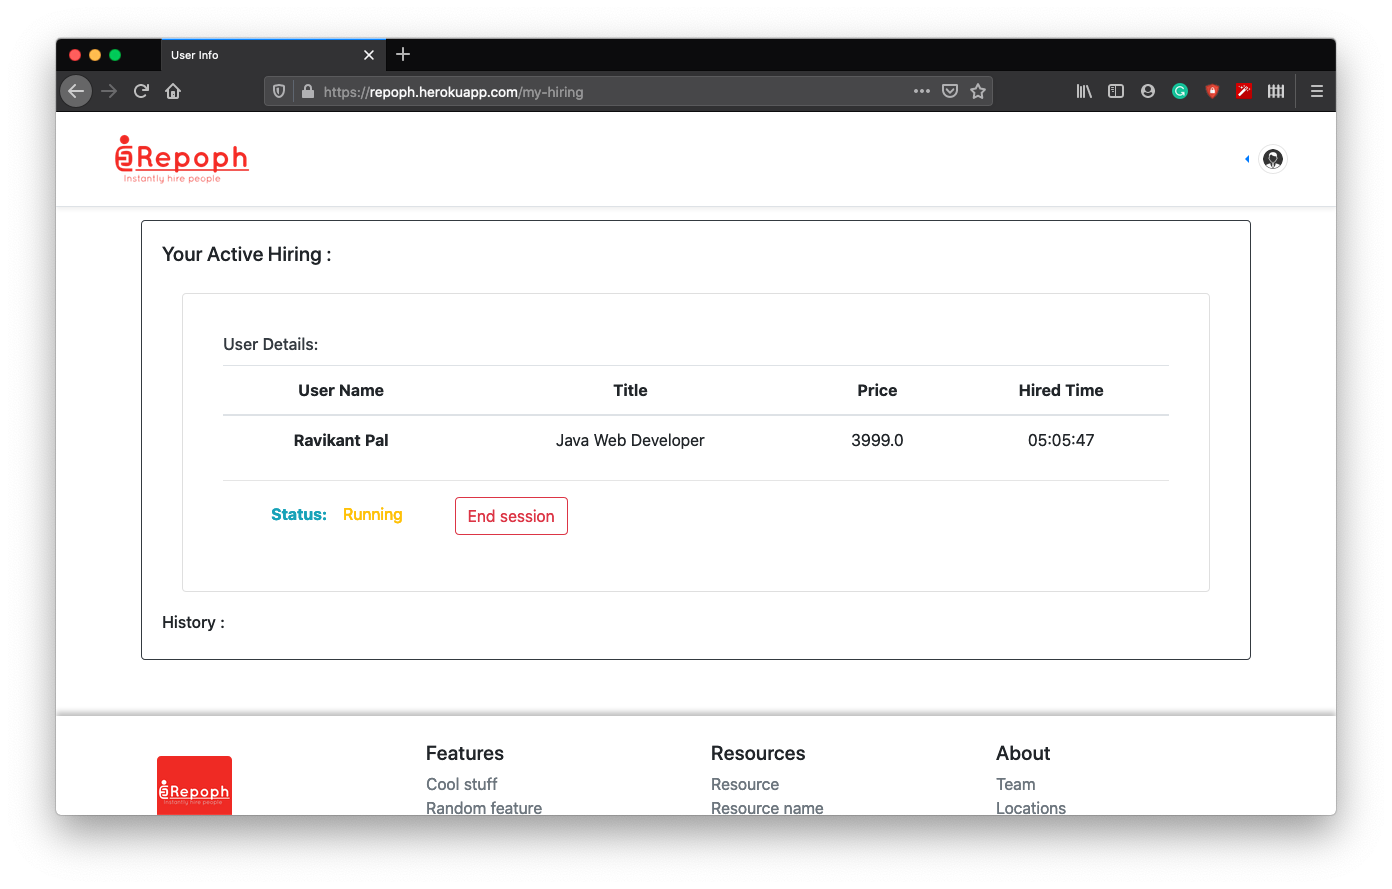 User Info
https://repoph.herokuapp.com/my-hiring
Repoph
Instantly hire people
Your Active Hiring :
User Details:
User Name Title Price Hired Time
Ravikant Pal Java Web Developer 3999.0 05:05:47
Status: Running End session
History :
Features Resources About
Cool stuff Resource Team
Random feature Resource name Locations
Repoph
Instantly hire people